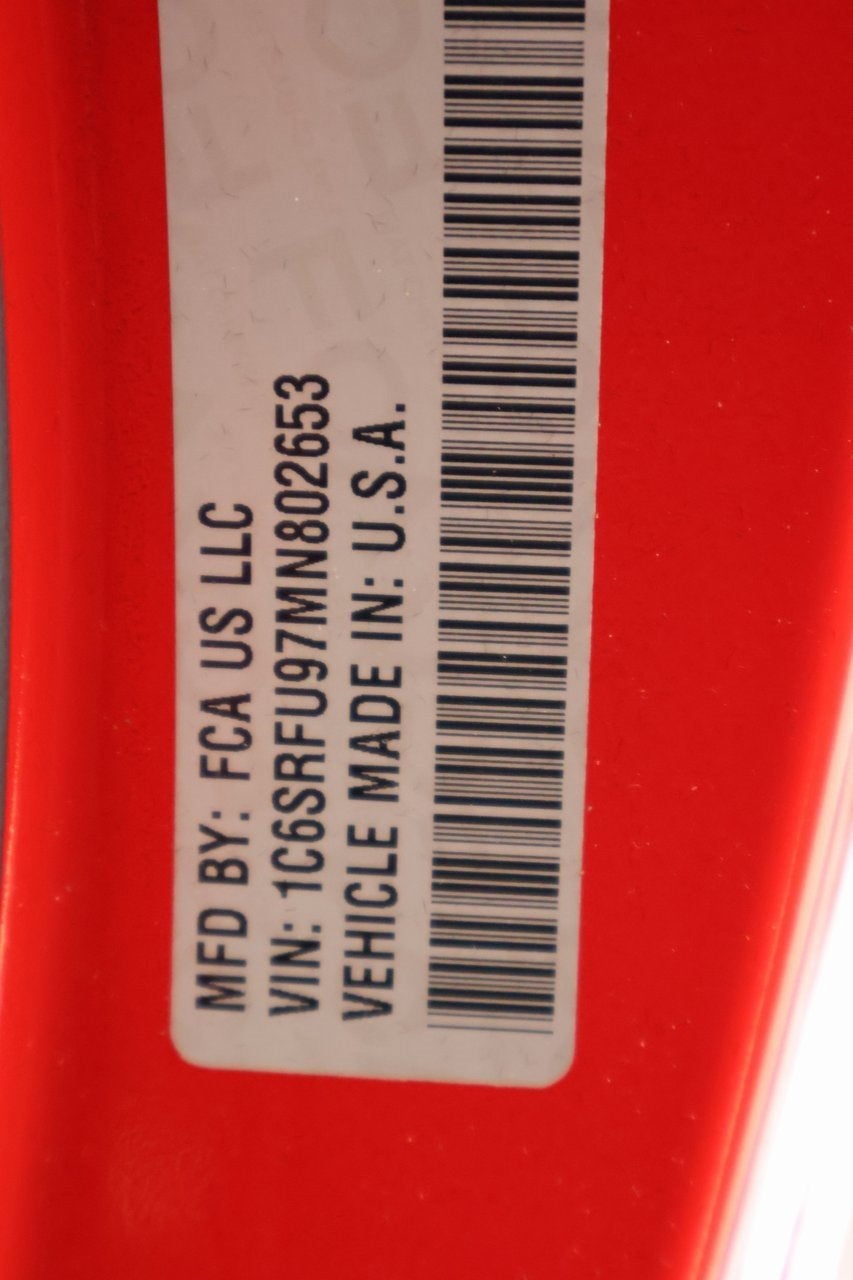 MFD BY: FCA US LLC
VIN: 1C6SRFU97MN802653
VEHICLE MADE IN: U.S.A.